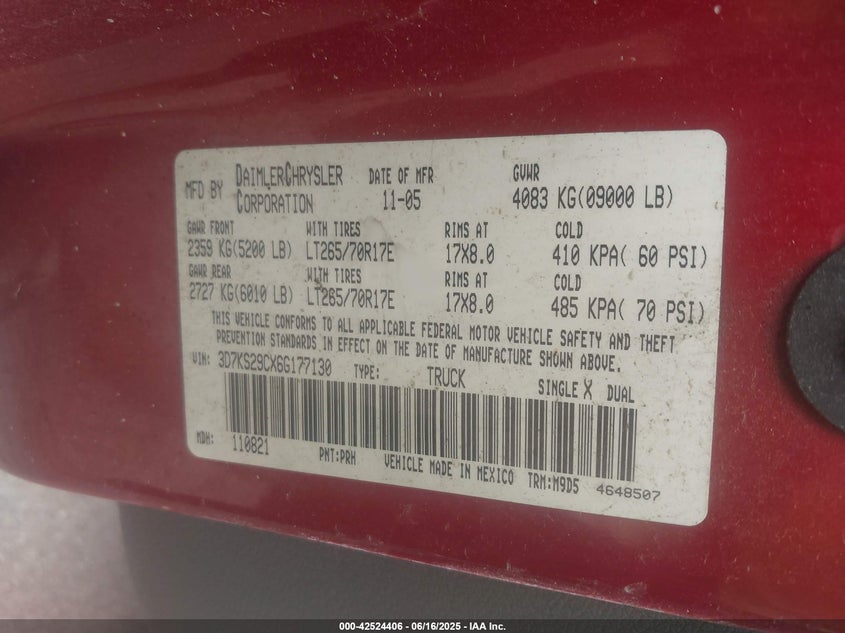 MFD BY DAIMLERCHRYSLER CORPORATION DATE OF MFR 11-05 GVWR 4083 KG(09000 LB)
GAWR FRONT WITH TIRES RIMS AT COLD
2359 KG(5200 LB) LT265/70R17E 17X8.0 410 KPA( 60 PSI)
GAWR REAR WITH TIRES RIMS AT COLD
2727 KG(6010 LB) LT265/70R17E 17X8.0 485 KPA( 70 PSI)
THIS VEHICLE CONFORMS TO ALL APPLICABLE FEDERAL MOTOR VEHICLE SAFETY AND THEFT
PREVENTION STANDARDS IN EFFECT ON THE DATE OF MANUFACTURE SHOWN ABOVE.
VIN: 3D7KS29CX6G177130 TYPE: TRUCK SINGLE X DUAL
MDH: 110821 PNT:PRH VEHICLE MADE IN MEXICO TRM:M9D5 4648507
000-42524406 - 06/16/2025 - IAA Inc.